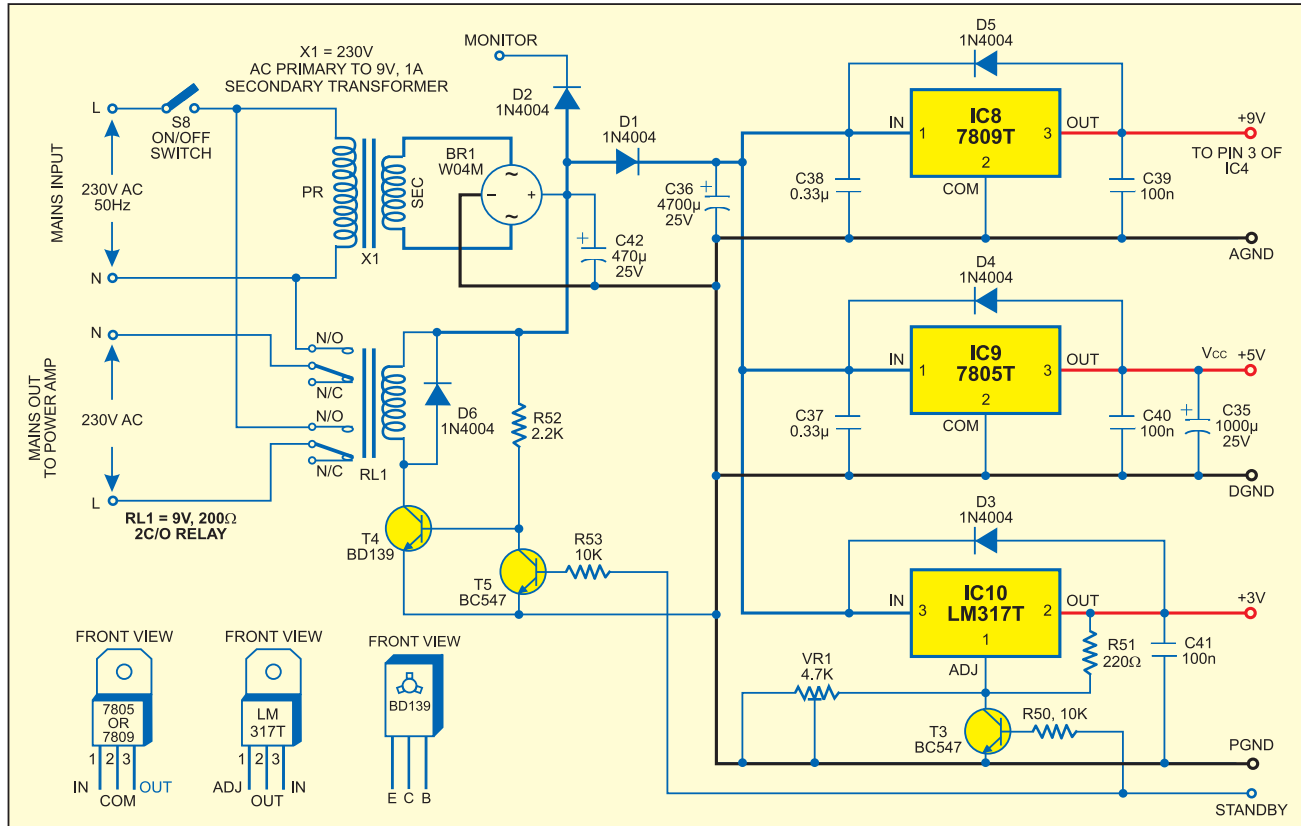 MONITOR
X1 = 230V
AC PRIMARY TO 9V, 1A
SECONDARY TRANSFORMER
L
S8
ON/OFF
SWITCH
MAINS INPUT
230V AC
50Hz
N
PR
SEC
X1
BR1
W04M
~
-
+
~
D2
1N4004
D1
1N4004
+
C42
470µ
25V
+
C36
4700µ
25V
D5
1N4004
IN
1
IC8
7809T
3
OUT
2
COM
C38
0.33µ
C39
100n
+9V
TO PIN 3 OF
IC4
AGND
D4
1N4004
IN
1
IC9
7805T
3
OUT
2
COM
C37
0.33µ
C40
100n
Vcc
+5V
+
C35
1000µ
25V
DGND
D3
1N4004
IN
3
IC10
LM317T
2
OUT
1
ADJ
R51
220Ω
C41
100n
+3V
VR1
4.7K
T3
BC547
R50, 10K
PGND
STANDBY
N
MAINS OUT
TO POWER AMP
230V AC
L
N/O
N/C
N/O
N/C
RL1
RL1 = 9V, 200Ω
2C/O RELAY
D6
1N4004
R52
2.2K
T4
BD139
T5
BC547
R53
10K
FRONT VIEW
7805
OR
7809
1 2 3
IN
COM
OUT
FRONT VIEW
LM
317T
1 2 3
ADJ
OUT
IN
FRONT VIEW
BD139
E C B